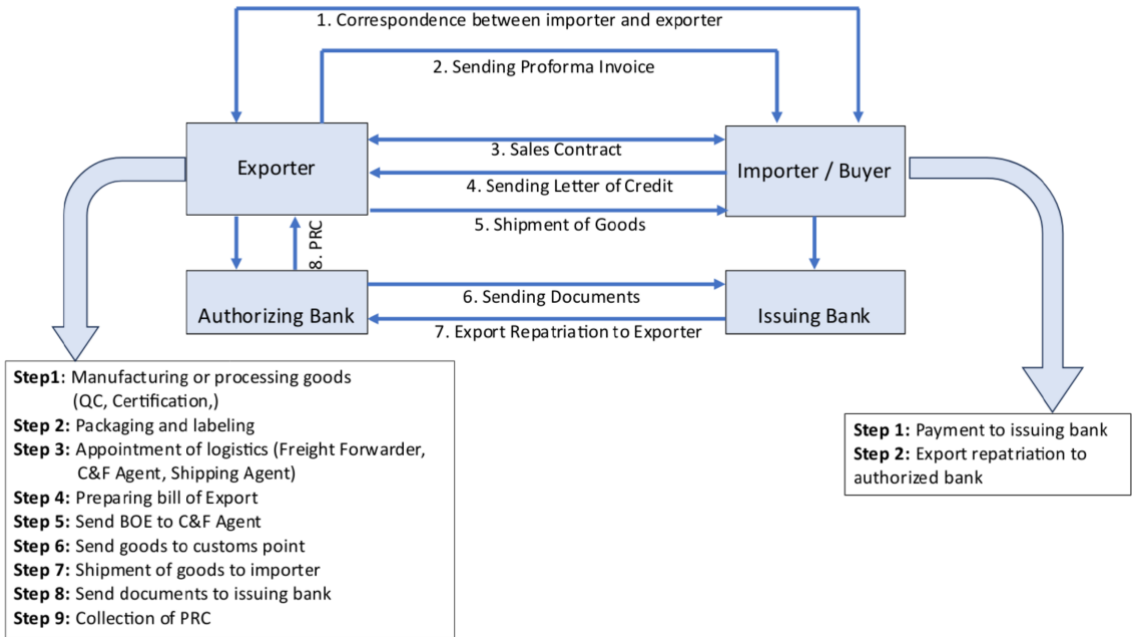 1. Correspondence between importer and exporter
2. Sending Proforma Invoice
Exporter
3. Sales Contract
Importer / Buyer
4. Sending Letter of Credit
5. Shipment of Goods
8. PRC
Authorizing Bank
6. Sending Documents
Issuing Bank
7. Export Repatriation to Exporter
Step1: Manufacturing or processing goods
(QC, Certification,)
Step 2: Packaging and labeling
Step 3: Appointment of logistics (Freight Forwarder,
C&F Agent, Shipping Agent)
Step 4: Preparing bill of Export
Step 5: Send BOE to C&F Agent
Step 6: Send goods to customs point
Step 7: Shipment of goods to importer
Step 8: Send documents to issuing bank
Step 9: Collection of PRC
Step 1: Payment to issuing bank
Step 2: Export repatriation to
authorized bank